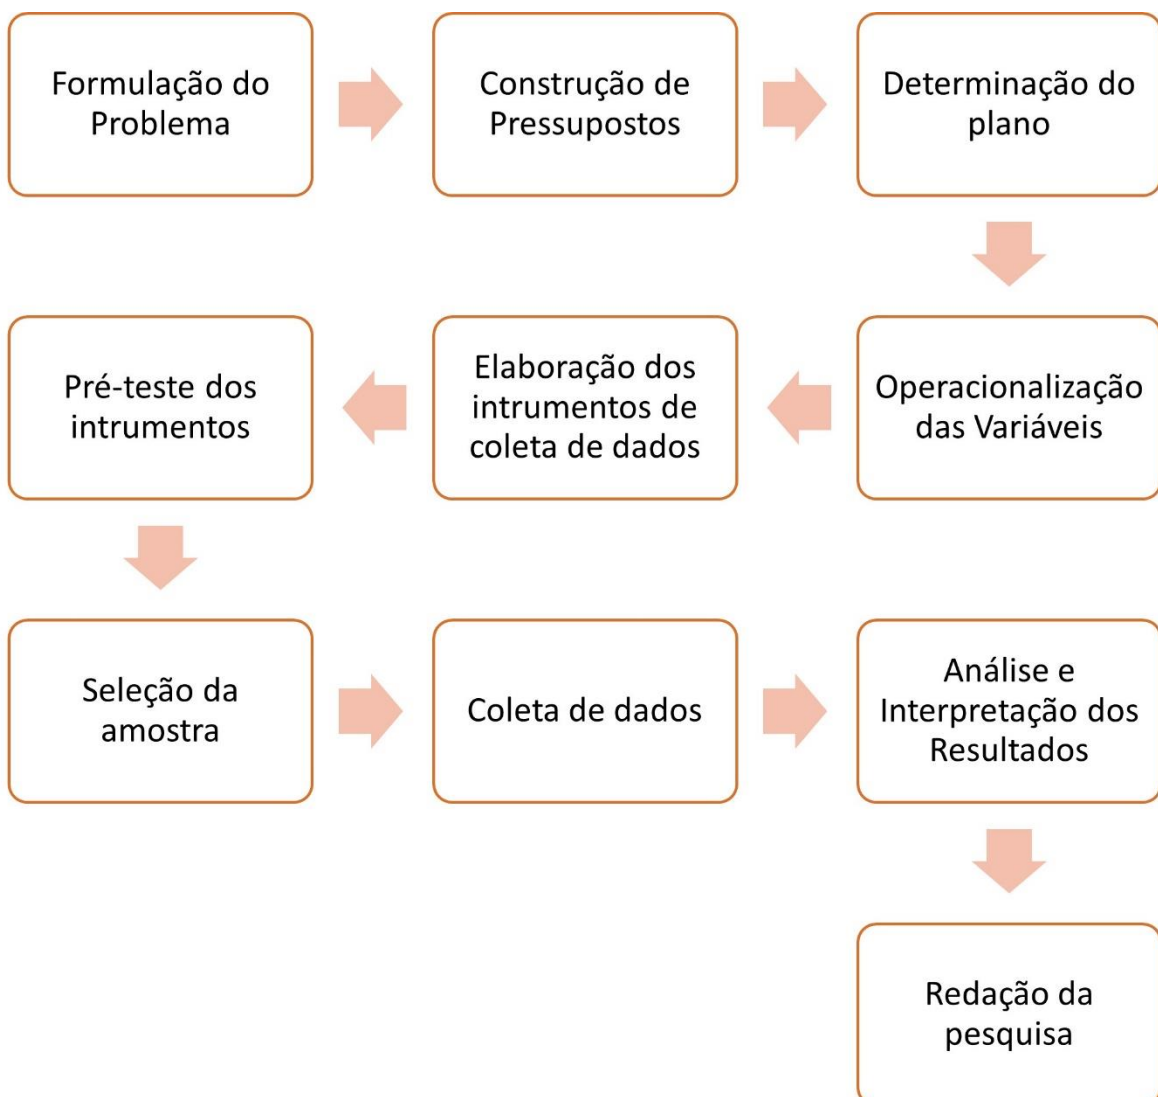 Formulação do
Problema
Construção de
Pressupostos
Determinação do
plano
Operacionalização
das Variáveis
Elaboração dos
intrumentos de
coleta de dados
Pré-teste dos
intrumentos
Seleção da
amostra
Coleta de dados
Análise e
Interpretação dos
Resultados
Redação da
pesquisa